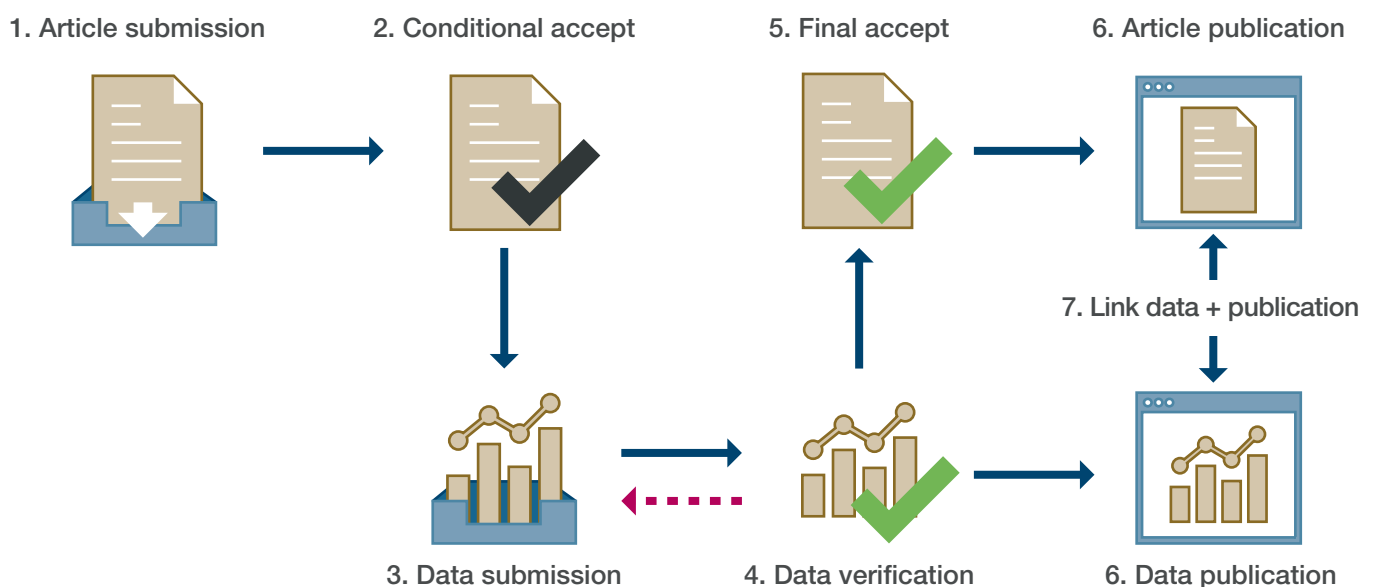 1. Article submission
2. Conditional accept
5. Final accept
6. Article publication
7. Link data + publication
3. Data submission
4. Data verification
6. Data publication